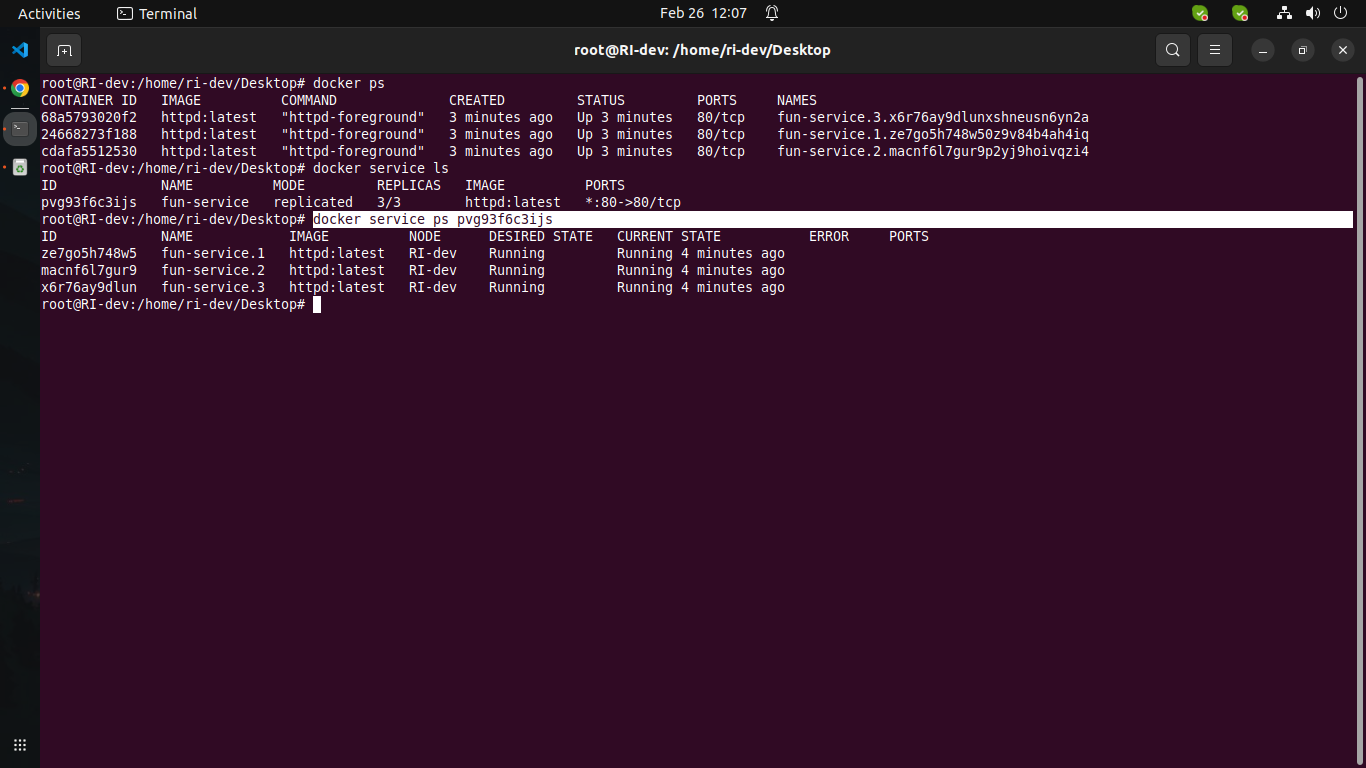 Activities Terminal Feb 26 12:07
root@RI-dev: /home/ri-dev/Desktop
root@RI-dev:/home/ri-dev/Desktop# docker ps
CONTAINER ID   IMAGE          COMMAND              CREATED         STATUS         PORTS     NAMES
68a5793020f2   httpd:latest   "httpd-foreground"   3 minutes ago   Up 3 minutes   80/tcp    fun-service.3.x6r76ay9dlunxshneusn6yn2a
24668273f188   httpd:latest   "httpd-foreground"   3 minutes ago   Up 3 minutes   80/tcp    fun-service.1.ze7go5h748w50z9v84b4ah4iq
cdafa5512530   httpd:latest   "httpd-foreground"   3 minutes ago   Up 3 minutes   80/tcp    fun-service.2.macnf6l7gur9p2yj9hoivqzi4
root@RI-dev:/home/ri-dev/Desktop# docker service ls
ID             NAME          MODE         REPLICAS   IMAGE          PORTS
pvg93f6c3ijs   fun-service   replicated   3/3        httpd:latest   *:80->80/tcp
root@RI-dev:/home/ri-dev/Desktop# docker service ps pvg93f6c3ijs
ID             NAME            IMAGE          NODE      DESIRED STATE   CURRENT STATE           ERROR     PORTS
ze7go5h748w5   fun-service.1   httpd:latest   RI-dev    Running         Running 4 minutes ago
macnf6l7gur9   fun-service.2   httpd:latest   RI-dev    Running         Running 4 minutes ago
x6r76ay9dlun   fun-service.3   httpd:latest   RI-dev    Running         Running 4 minutes ago
root@RI-dev:/home/ri-dev/Desktop#